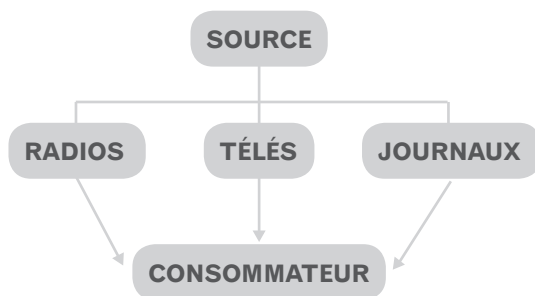 SOURCE
RADIOS
TÉLÉS
JOURNAUX
CONSOMMATEUR